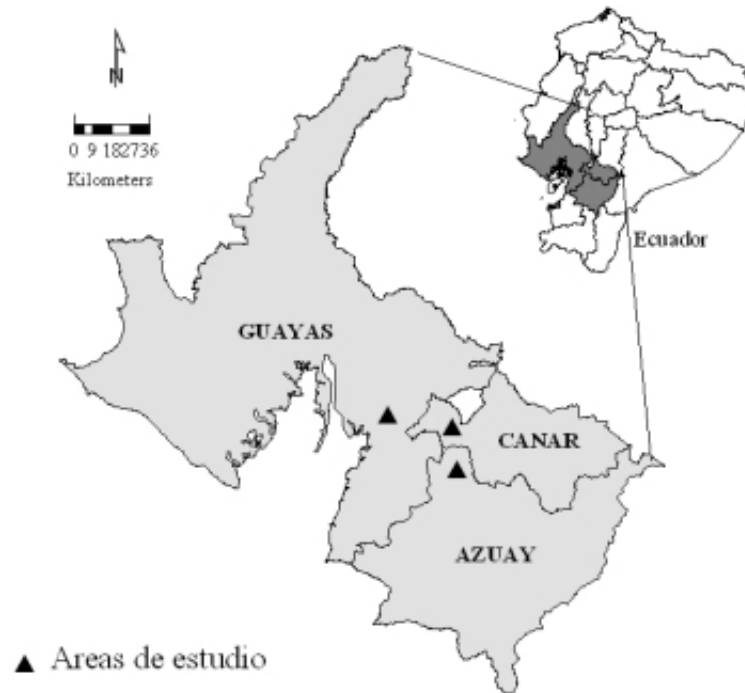 N
0 9 182736
Kilometers
Ecuador
GUAYAS
CANAR
AZUAY
Areas de estudio